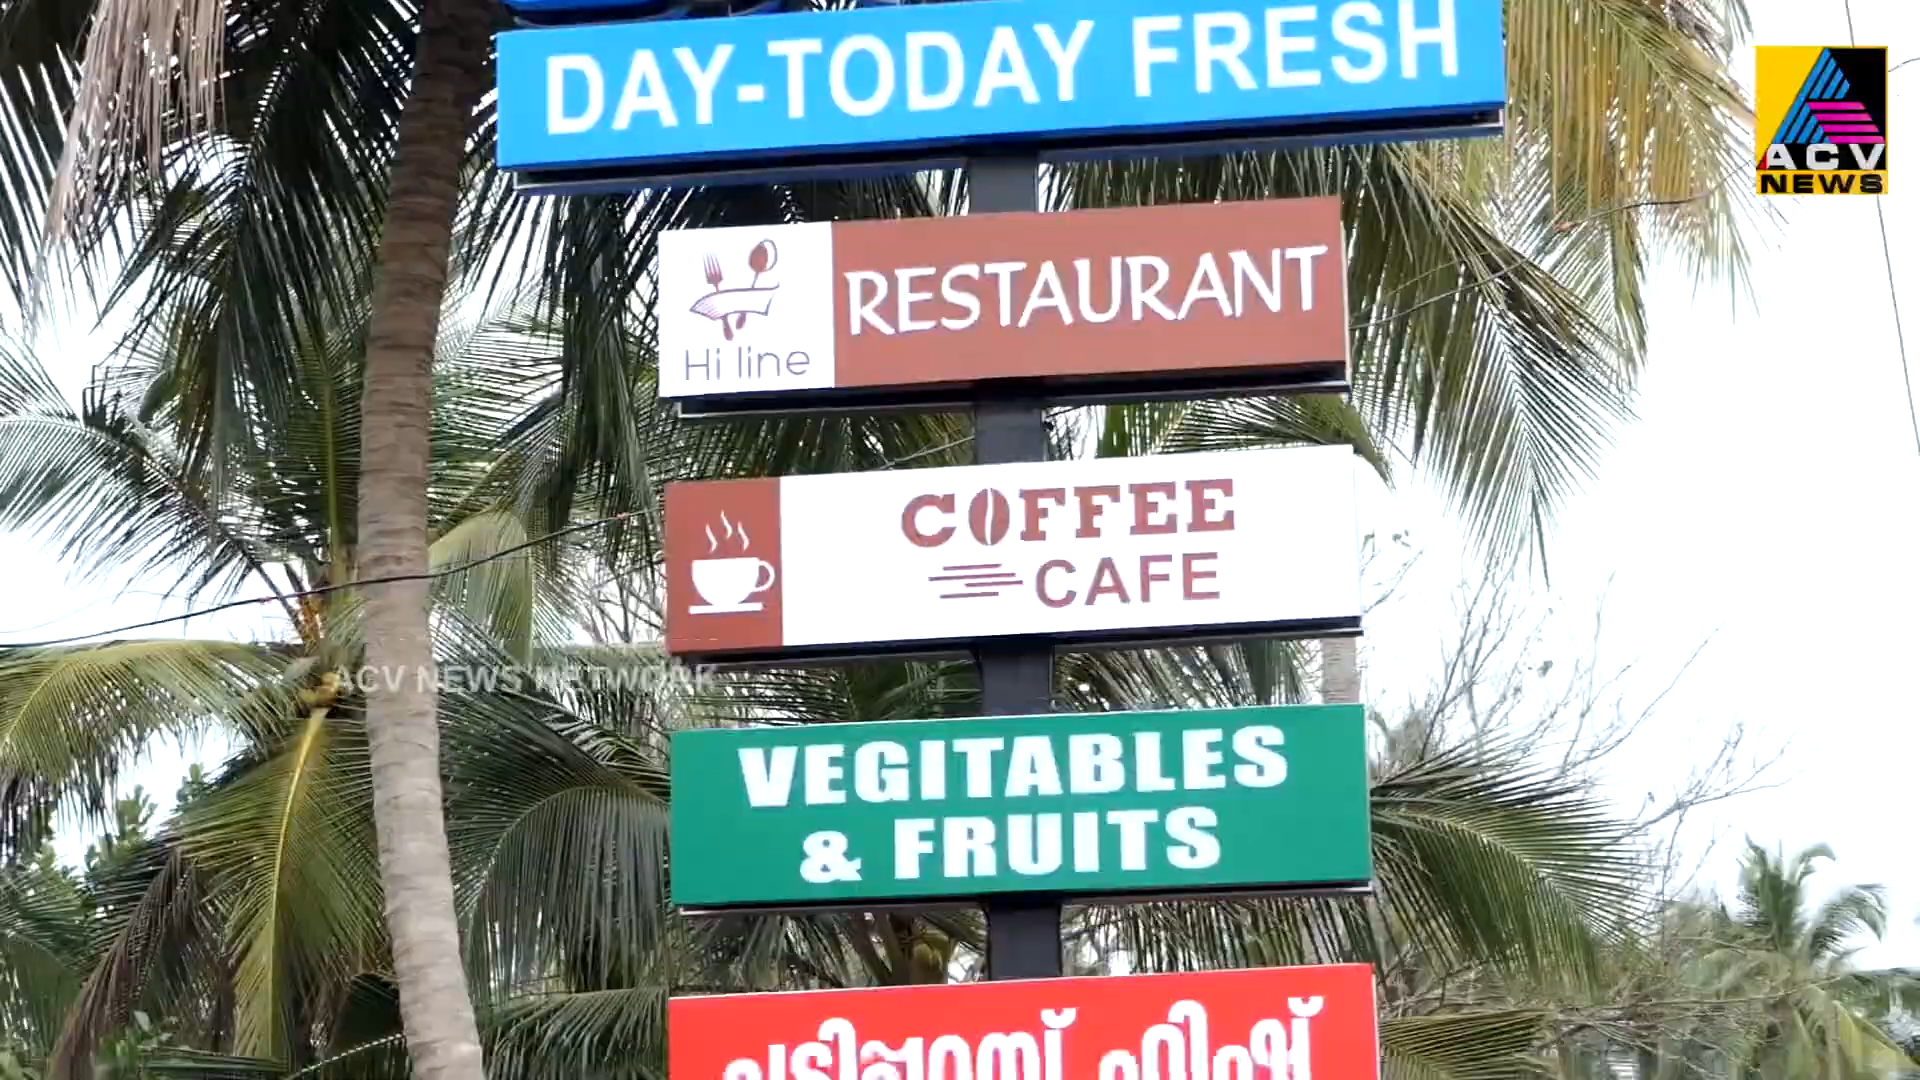 DAY-TODAY FRESH
ACV
NEWS
Hi line
RESTAURANT
COFFEE
CAFE
ACV NEWS NETWORK
VEGITABLES
& FRUITS
ഫിഷ്